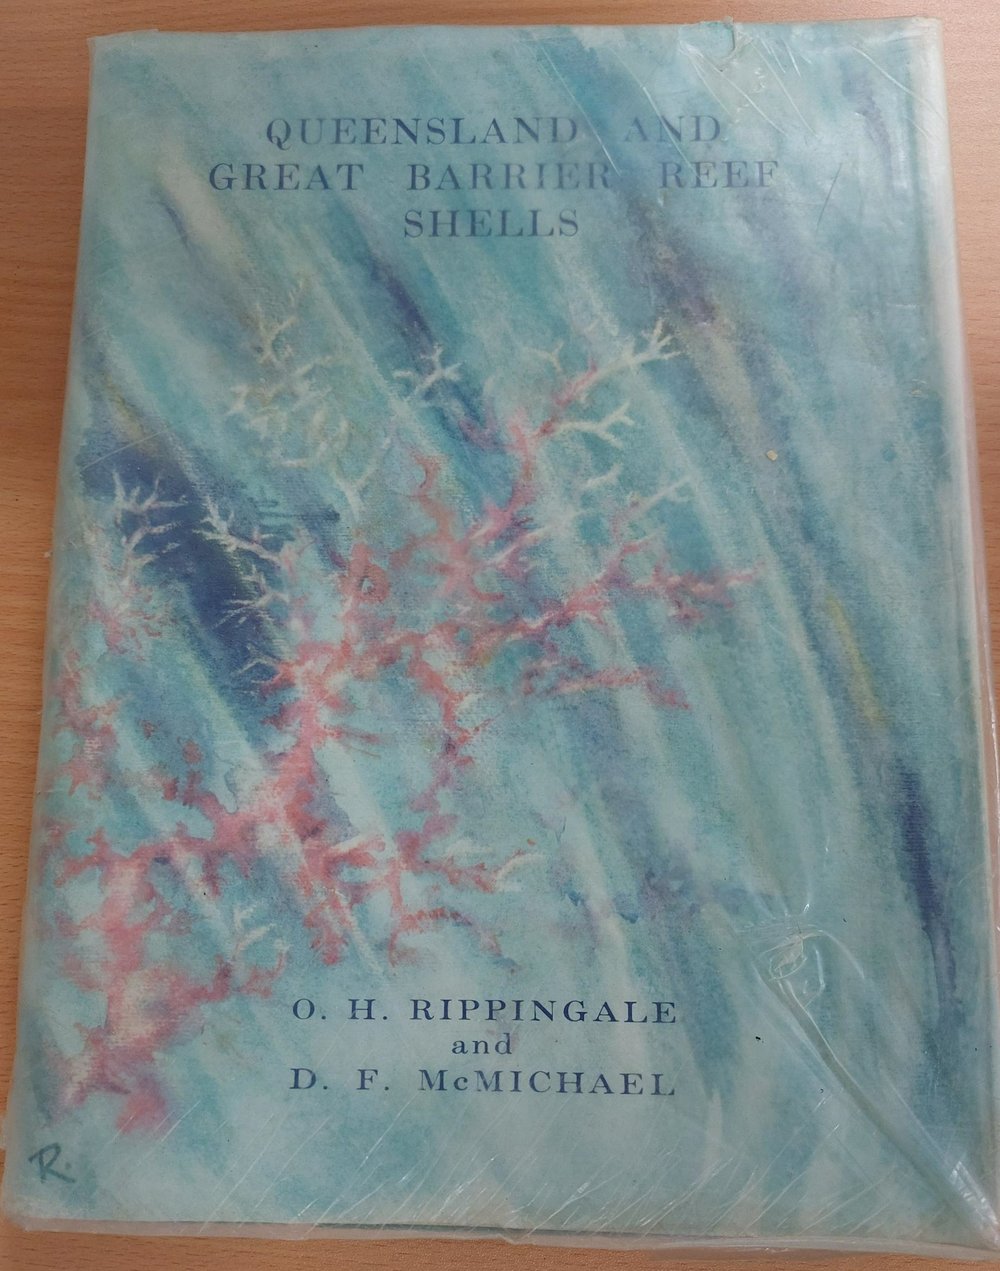 QUEENSLAND AND
GREAT BARRIER REEF
SHELLS
O. H. RIPPINGALE
and
D. F. McMICHAEL
R.